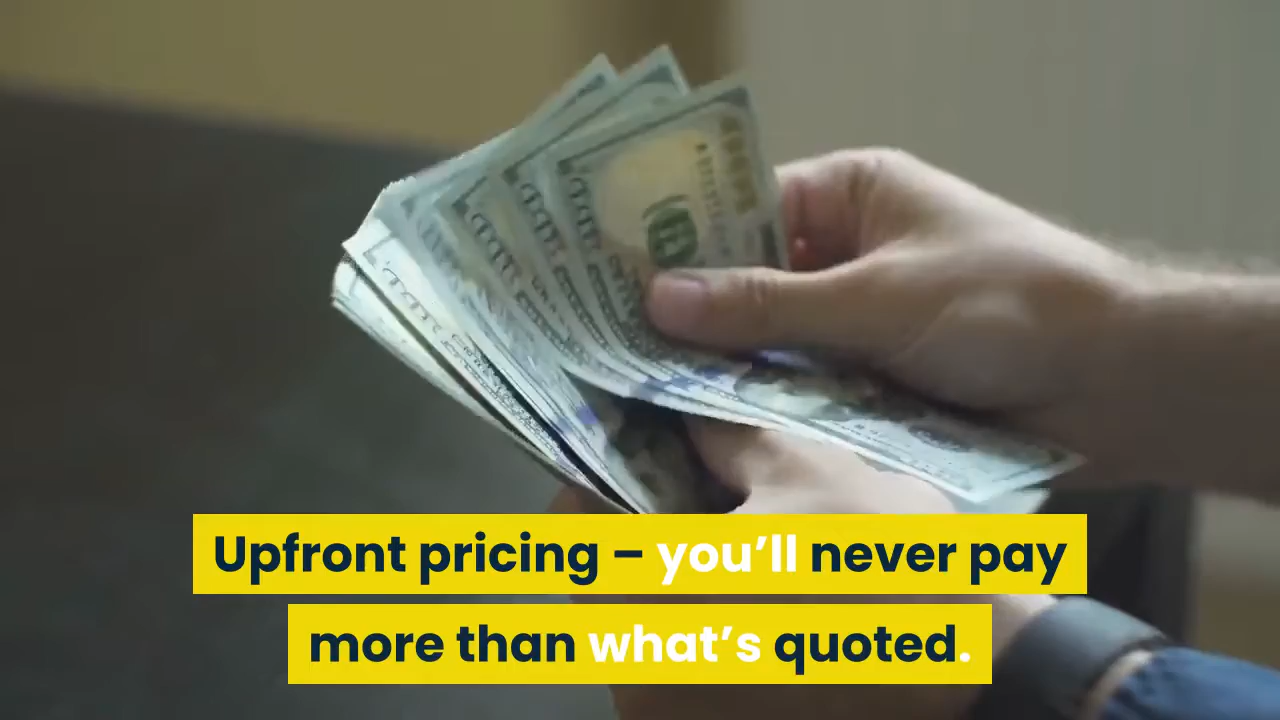 Upfront pricing – you’ll never pay
more than what’s quoted.